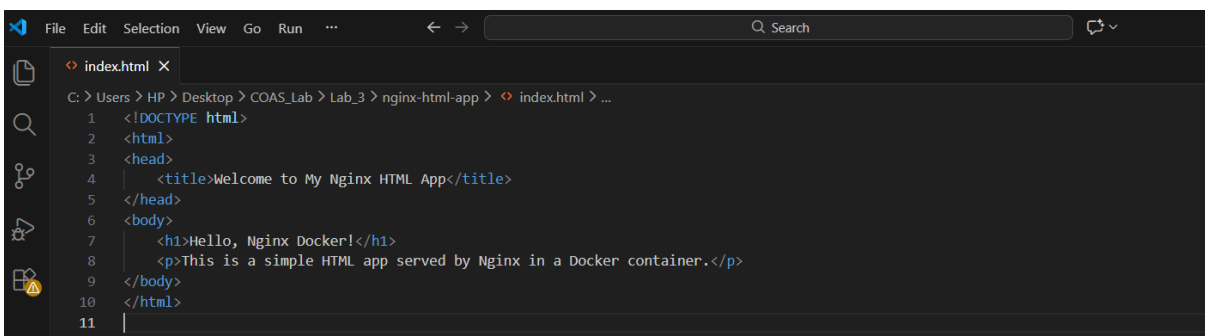 File Edit Selection View Go Run ... Search
index.html
C: > Users > HP > Desktop > COAS_Lab > Lab_3 > nginx-html-app > index.html > ...
1 <!DOCTYPE html>
2 <html>
3 <head>
4     <title>Welcome to My Nginx HTML App</title>
5 </head>
6 <body>
7     <h1>Hello, Nginx Docker!</h1>
8     <p>This is a simple HTML app served by Nginx in a Docker container.</p>
9 </body>
10 </html>
11